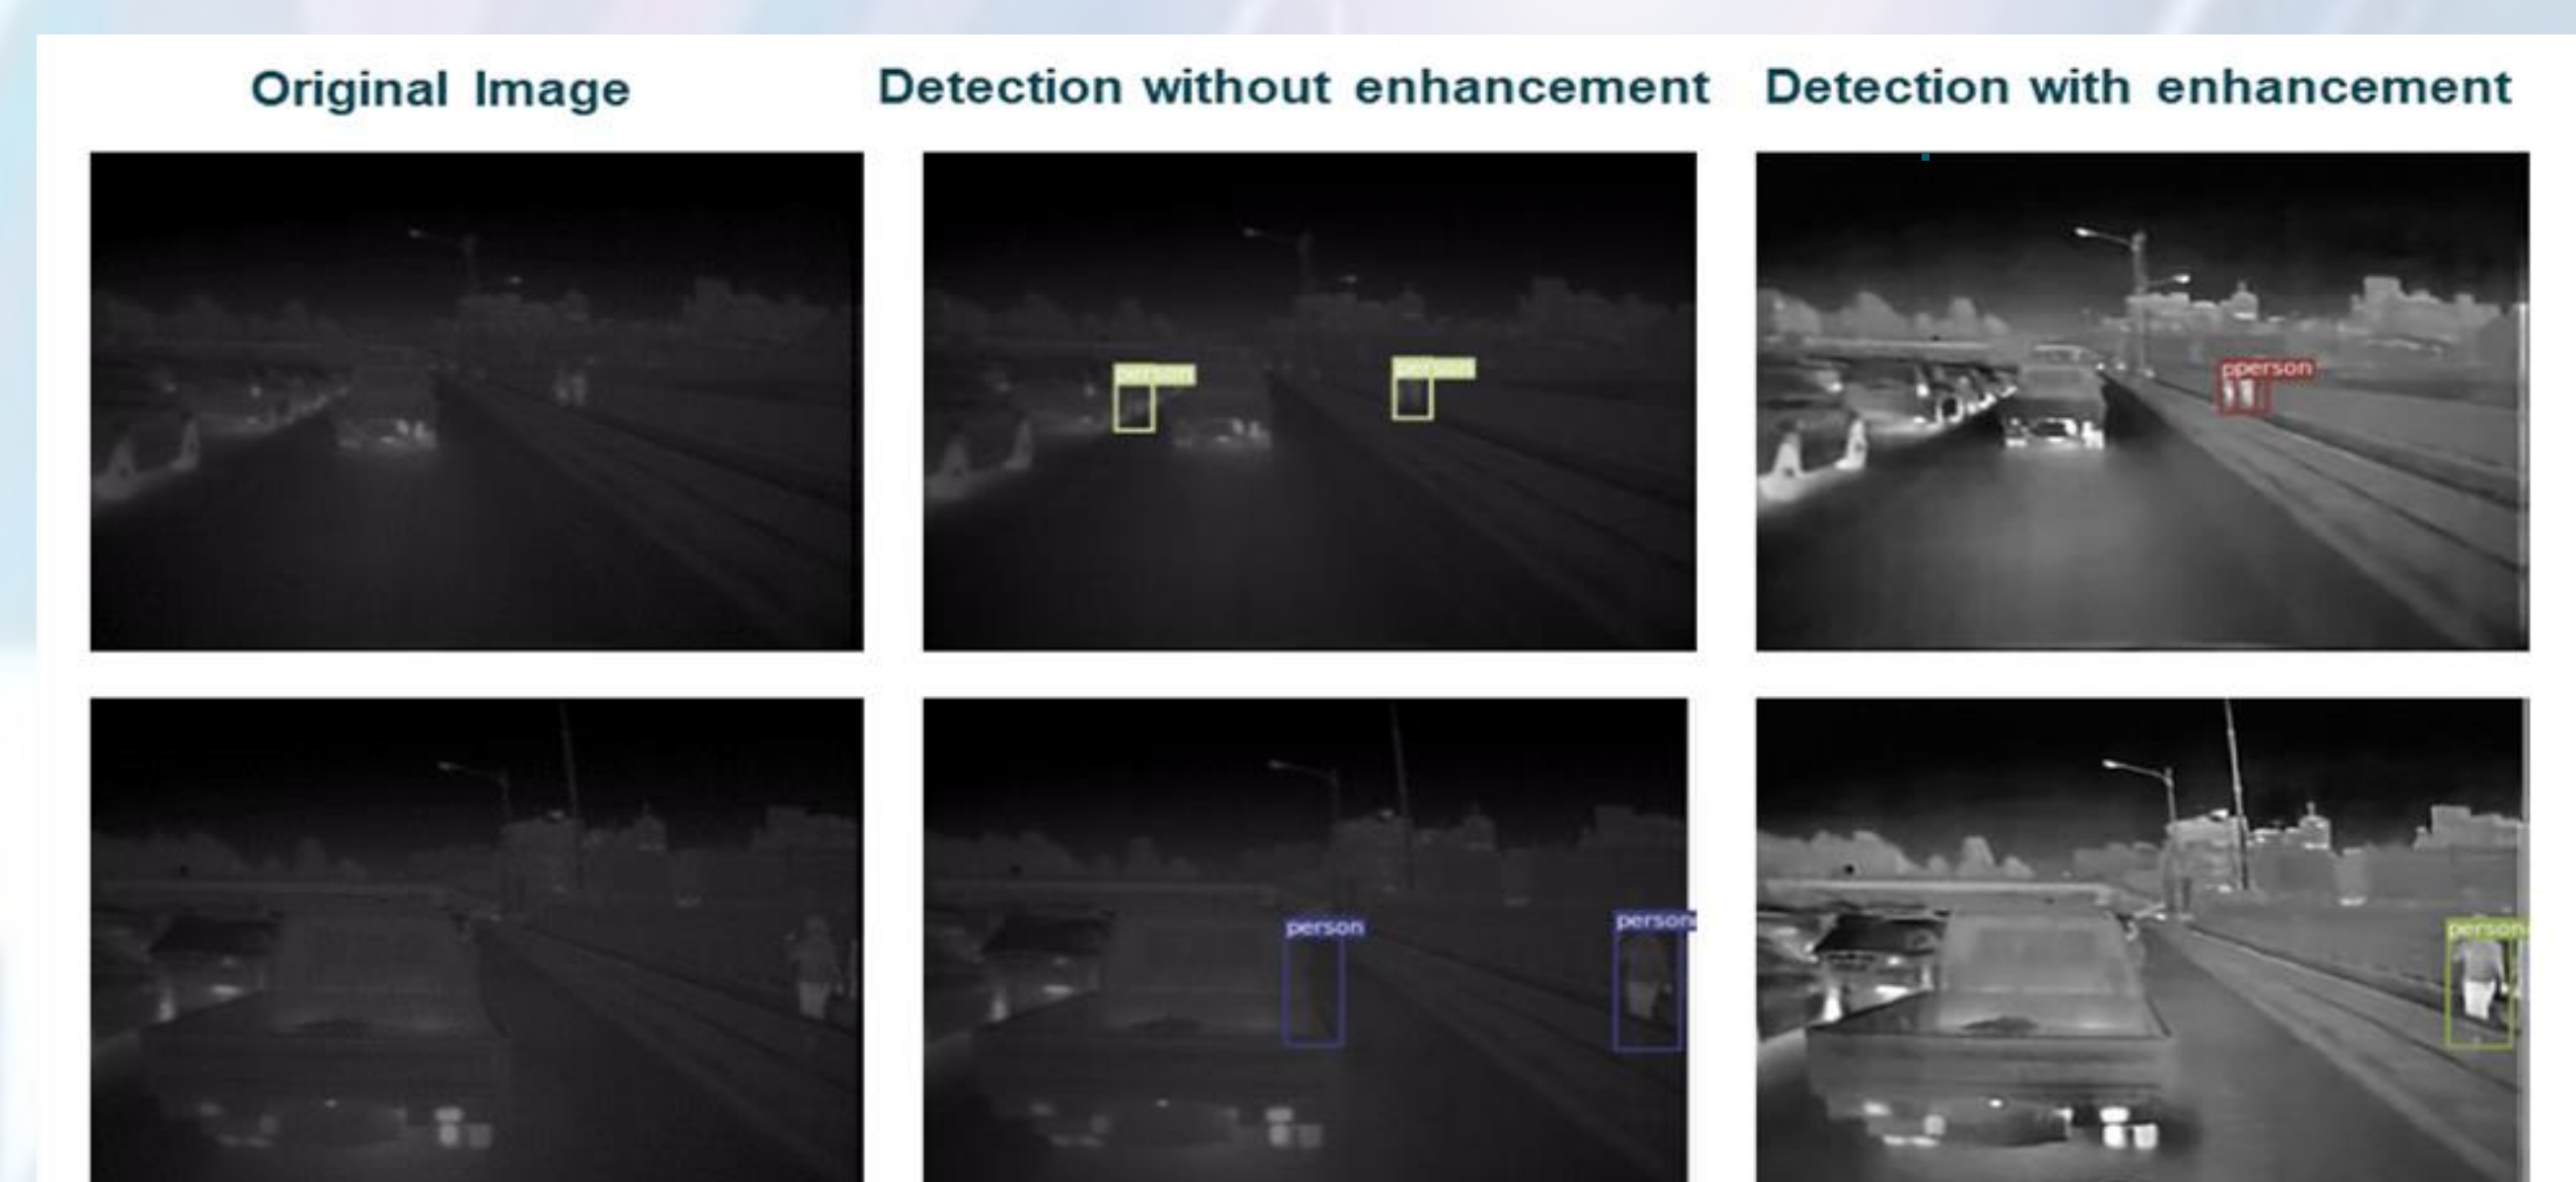 Original Image
Detection without enhancement
Detection with enhancement
person
person
pperson
person
person
person